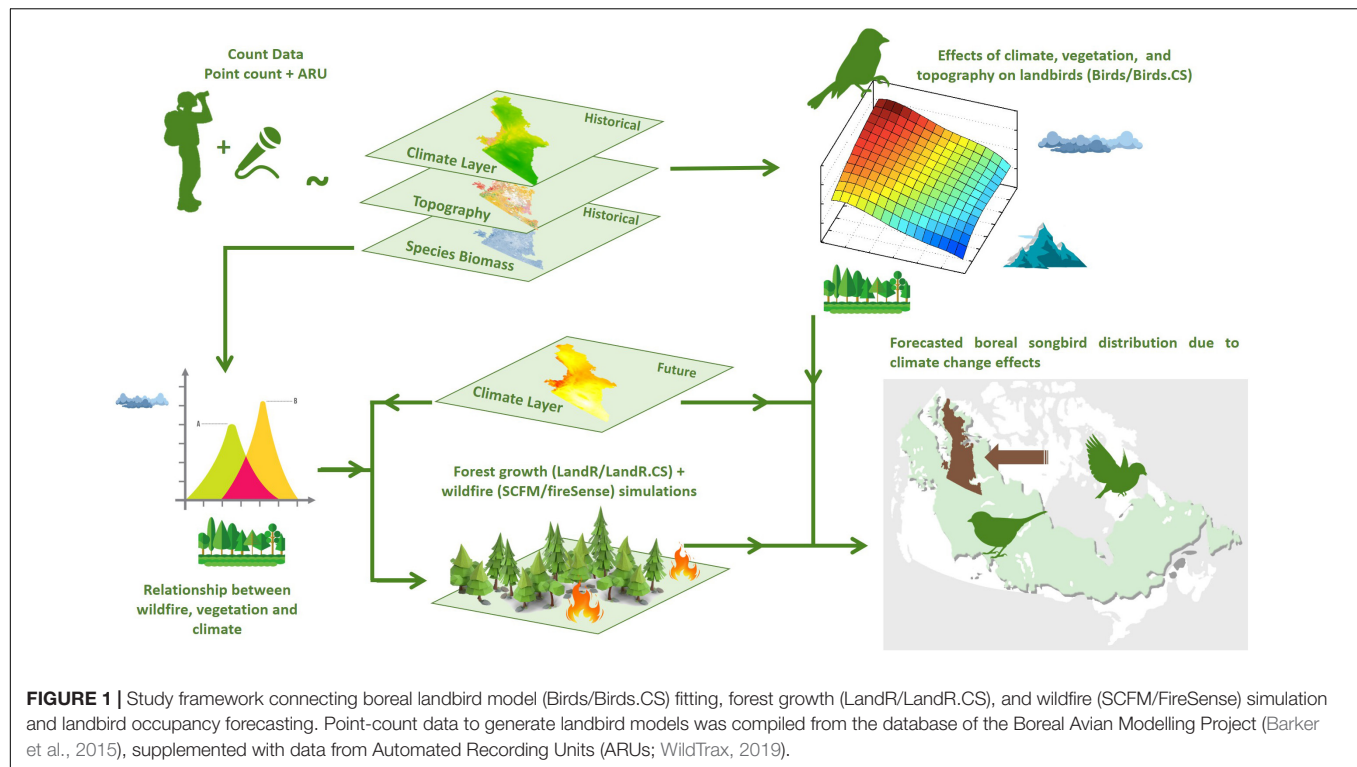 Count Data
Point count + ARU
+
~
Historical
Climate Layer
Topography
Historical
Species Biomass
Effects of climate, vegetation, and
topography on landbirds (Birds/Birds.CS)
A
B
Relationship between
wildfire, vegetation and
climate
Future
Climate Layer
Forest growth (LandR/LandR.CS) +
wildfire (SCFM/fireSense) simulations
Forecasted boreal songbird distribution due to
climate change effects
FIGURE 1 | Study framework connecting boreal landbird model (Birds/Birds.CS) fitting, forest growth (LandR/LandR.CS), and wildfire (SCFM/FireSense) simulation
and landbird occupancy forecasting. Point-count data to generate landbird models was compiled from the database of the Boreal Avian Modelling Project (Barker
et al., 2015), supplemented with data from Automated Recording Units (ARUs; WildTrax, 2019).